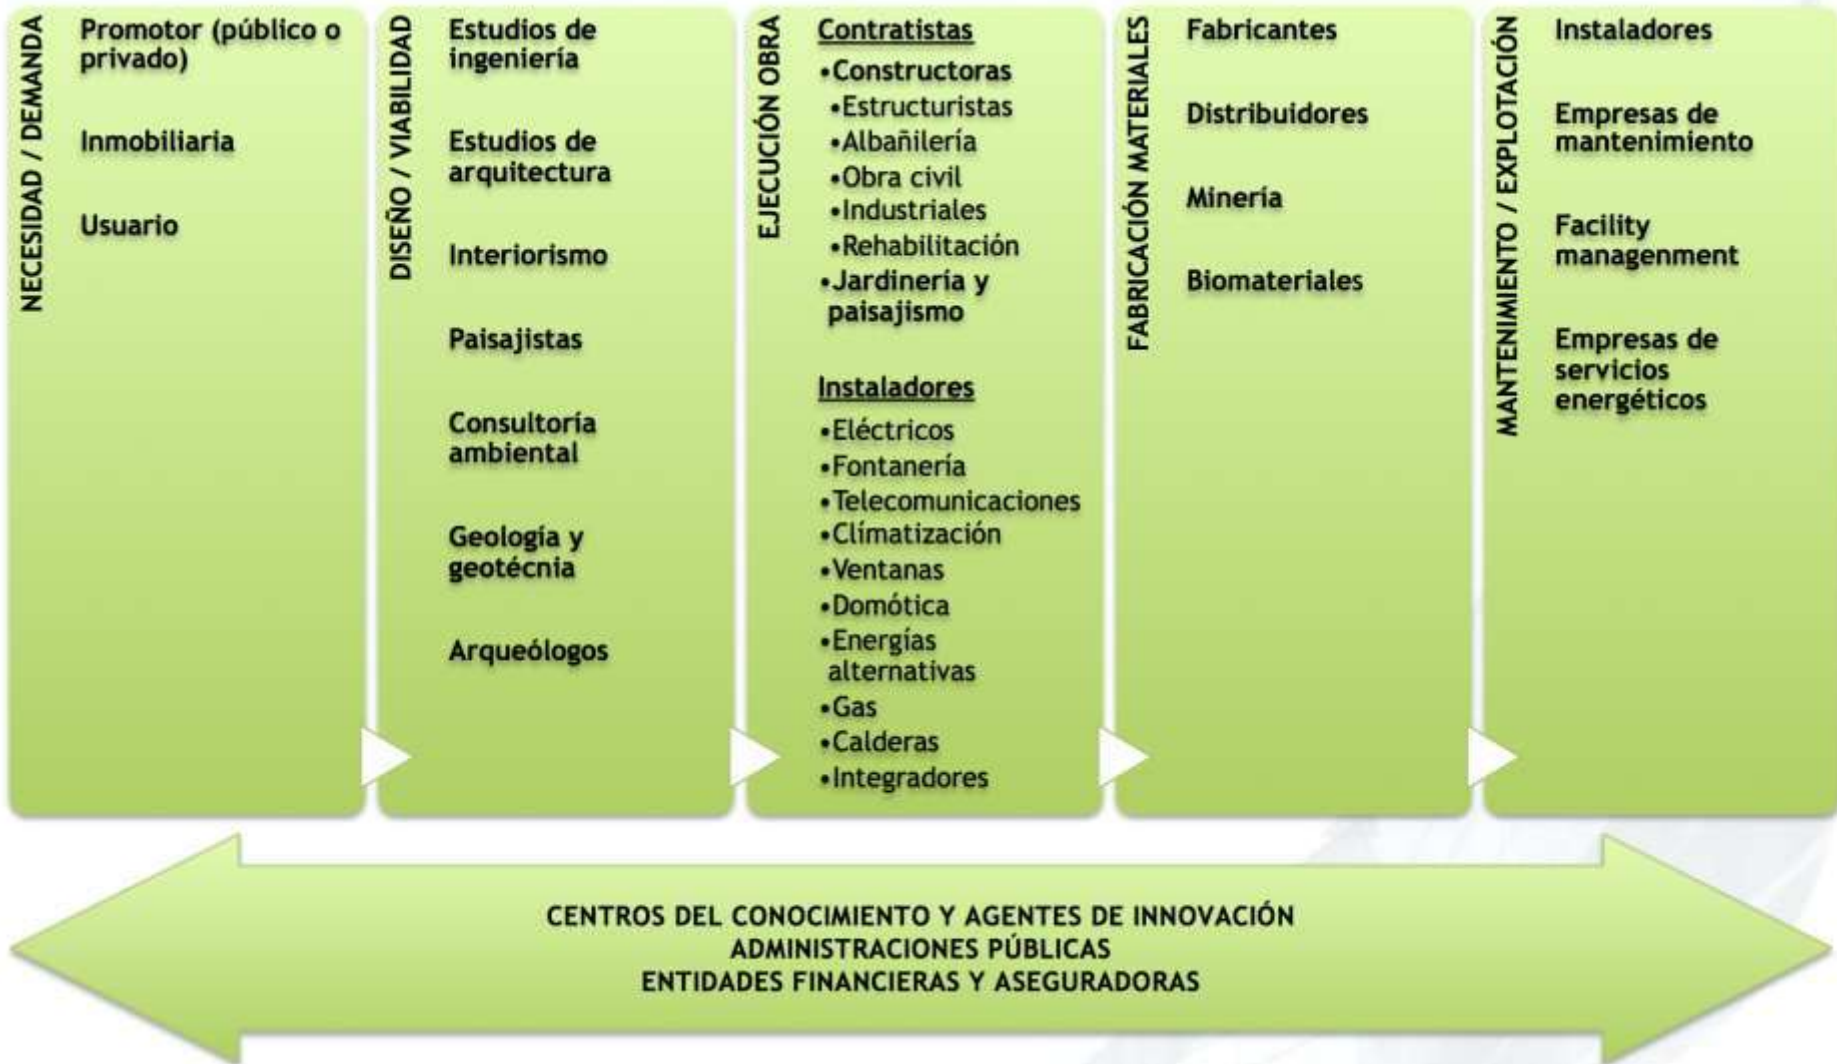 NECESIDAD / DEMANDA
Promotor (público o
privado)
Inmobiliaria
Usuario
DISEÑO / VIABILIDAD
Estudios de
ingeniería
Estudios de
arquitectura
Interiorismo
Paisajistas
Consultoría
ambiental
Geología y
geotécnia
Arqueólogos
EJECUCIÓN OBRA
Contratistas
•Constructoras
•Estructuristas
•Albañilería
•Obra civil
•Industriales
•Rehabilitación
•Jardinería y
paisajismo
Instaladores
•Eléctricos
•Fontanería
•Telecomunicaciones
•Clímatización
•Ventanas
•Domótica
•Energías
alternativas
•Gas
•Calderas
•Integradores
FABRICACIÓN MATERIALES
Fabricantes
Distribuidores
Minería
Biomateriales
MANTENIMIENTO / EXPLOTACIÓN
Instaladores
Empresas de
mantenimiento
Facility
managenment
Empresas de
servicios
energéticos
CENTROS DEL CONOCIMIENTO Y AGENTES DE INNOVACIÓN
ADMINISTRACIONES PÚBLICAS
ENTIDADES FINANCIERAS Y ASEGURADORAS